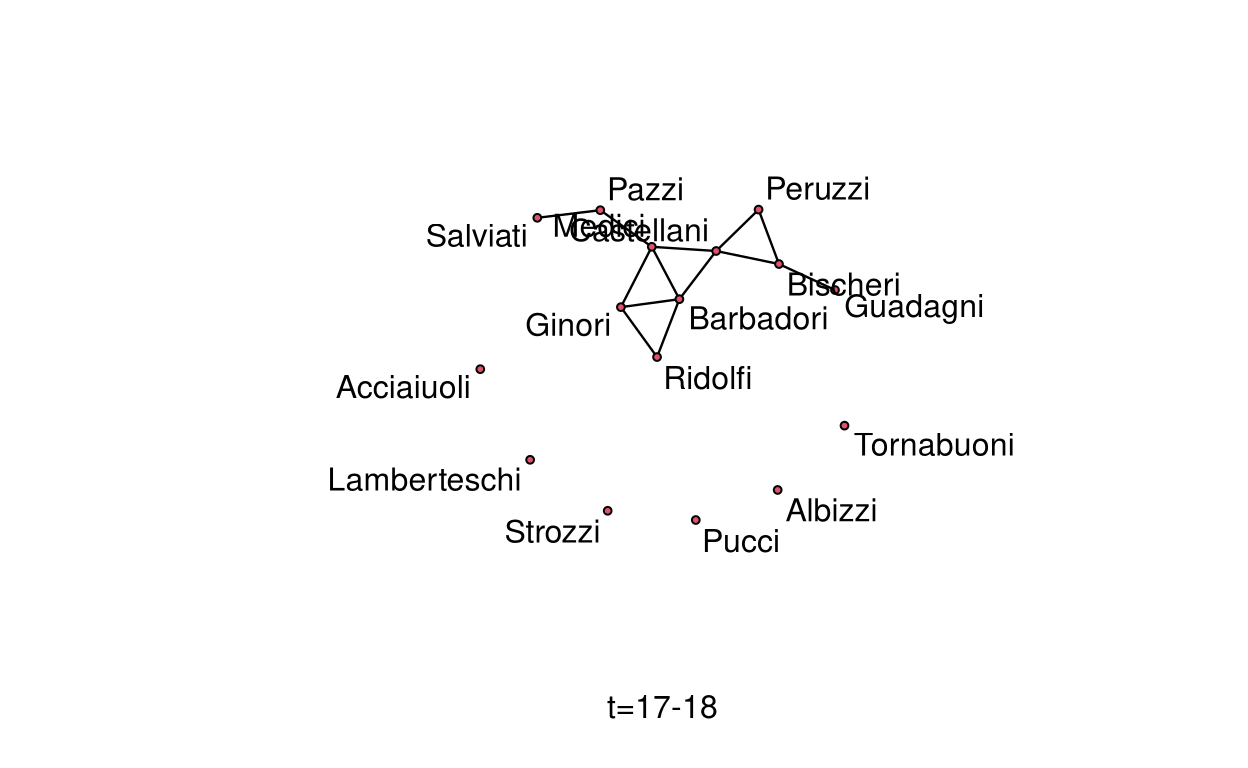 Pazzi
Peruzzi
Salviati
Medici
Castellani
Bischeri
Guadagni
Ginori
Barbadori
Ridolfi
Acciaiuoli
Tornabuoni
Lamberteschi
Albizzi
Strozzi
Pucci
t=17-18